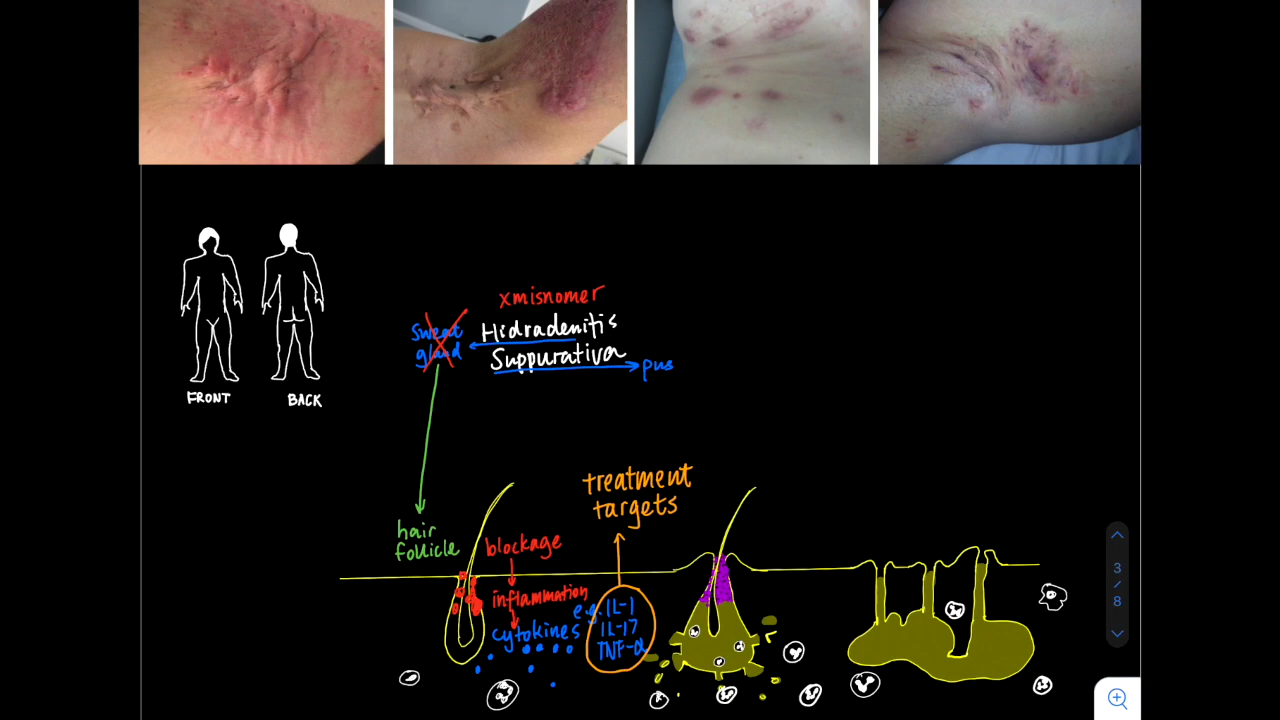 xmisnomer
Sweat
gland
Hidradenitis
Suppurativa
pus
FRONT
BACK
treatment
targets
hair
follicle
blockage
inflammation
cytokines
e.g. IL-1
IL-17
TNF-α
3
/
8